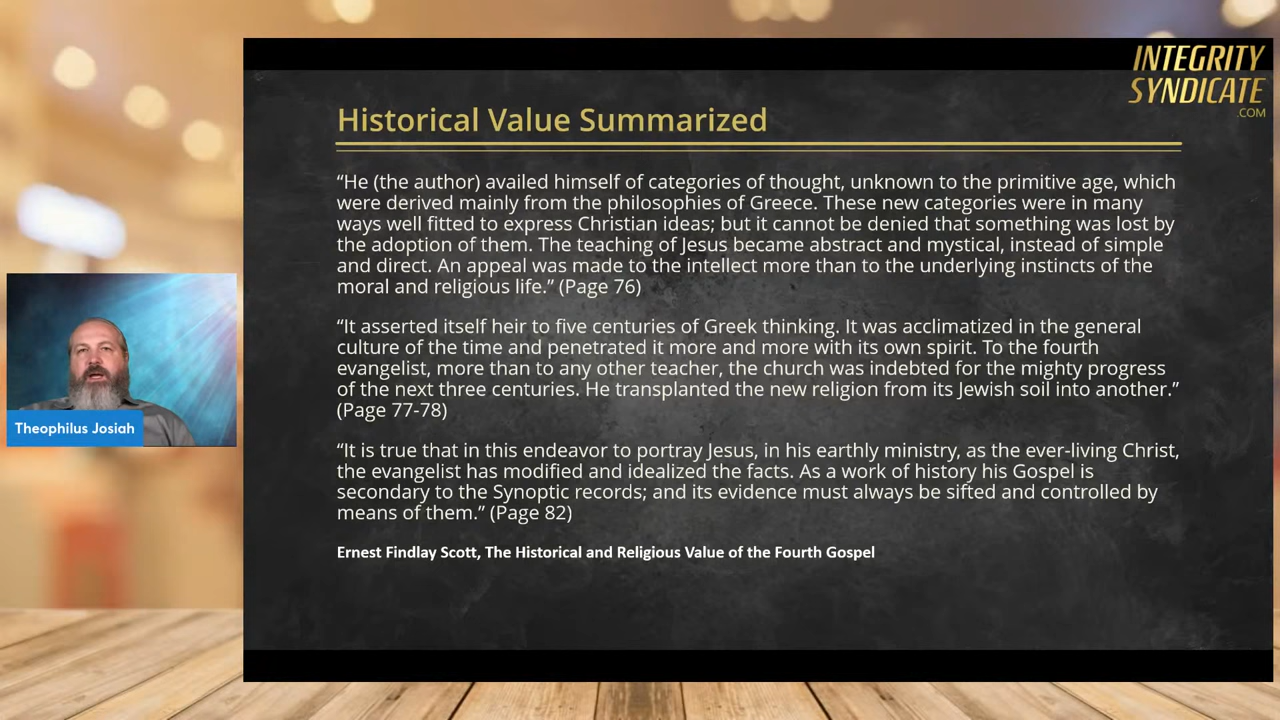 INTEGRITY
SYNDICATE
.COM
Historical Value Summarized
“He (the author) availed himself of categories of thought, unknown to the primitive age, which
were derived mainly from the philosophies of Greece. These new categories were in many
ways well fitted to express Christian ideas; but it cannot be denied that something was lost by
the adoption of them. The teaching of Jesus became abstract and mystical, instead of simple
and direct. An appeal was made to the intellect more than to the underlying instincts of the
moral and religious life.” (Page 76)
“It asserted itself heir to five centuries of Greek thinking. It was acclimatized in the general
culture of the time and penetrated it more and more with its own spirit. To the fourth
evangelist, more than to any other teacher, the church was indebted for the mighty progress
of the next three centuries. He transplanted the new religion from its Jewish soil into another.”
(Page 77-78)
“It is true that in this endeavor to portray Jesus, in his earthly ministry, as the ever-living Christ,
the evangelist has modified and idealized the facts. As a work of history his Gospel is
secondary to the Synoptic records; and its evidence must always be sifted and controlled by
means of them.” (Page 82)
Ernest Findlay Scott, The Historical and Religious Value of the Fourth Gospel
Theophilus Josiah